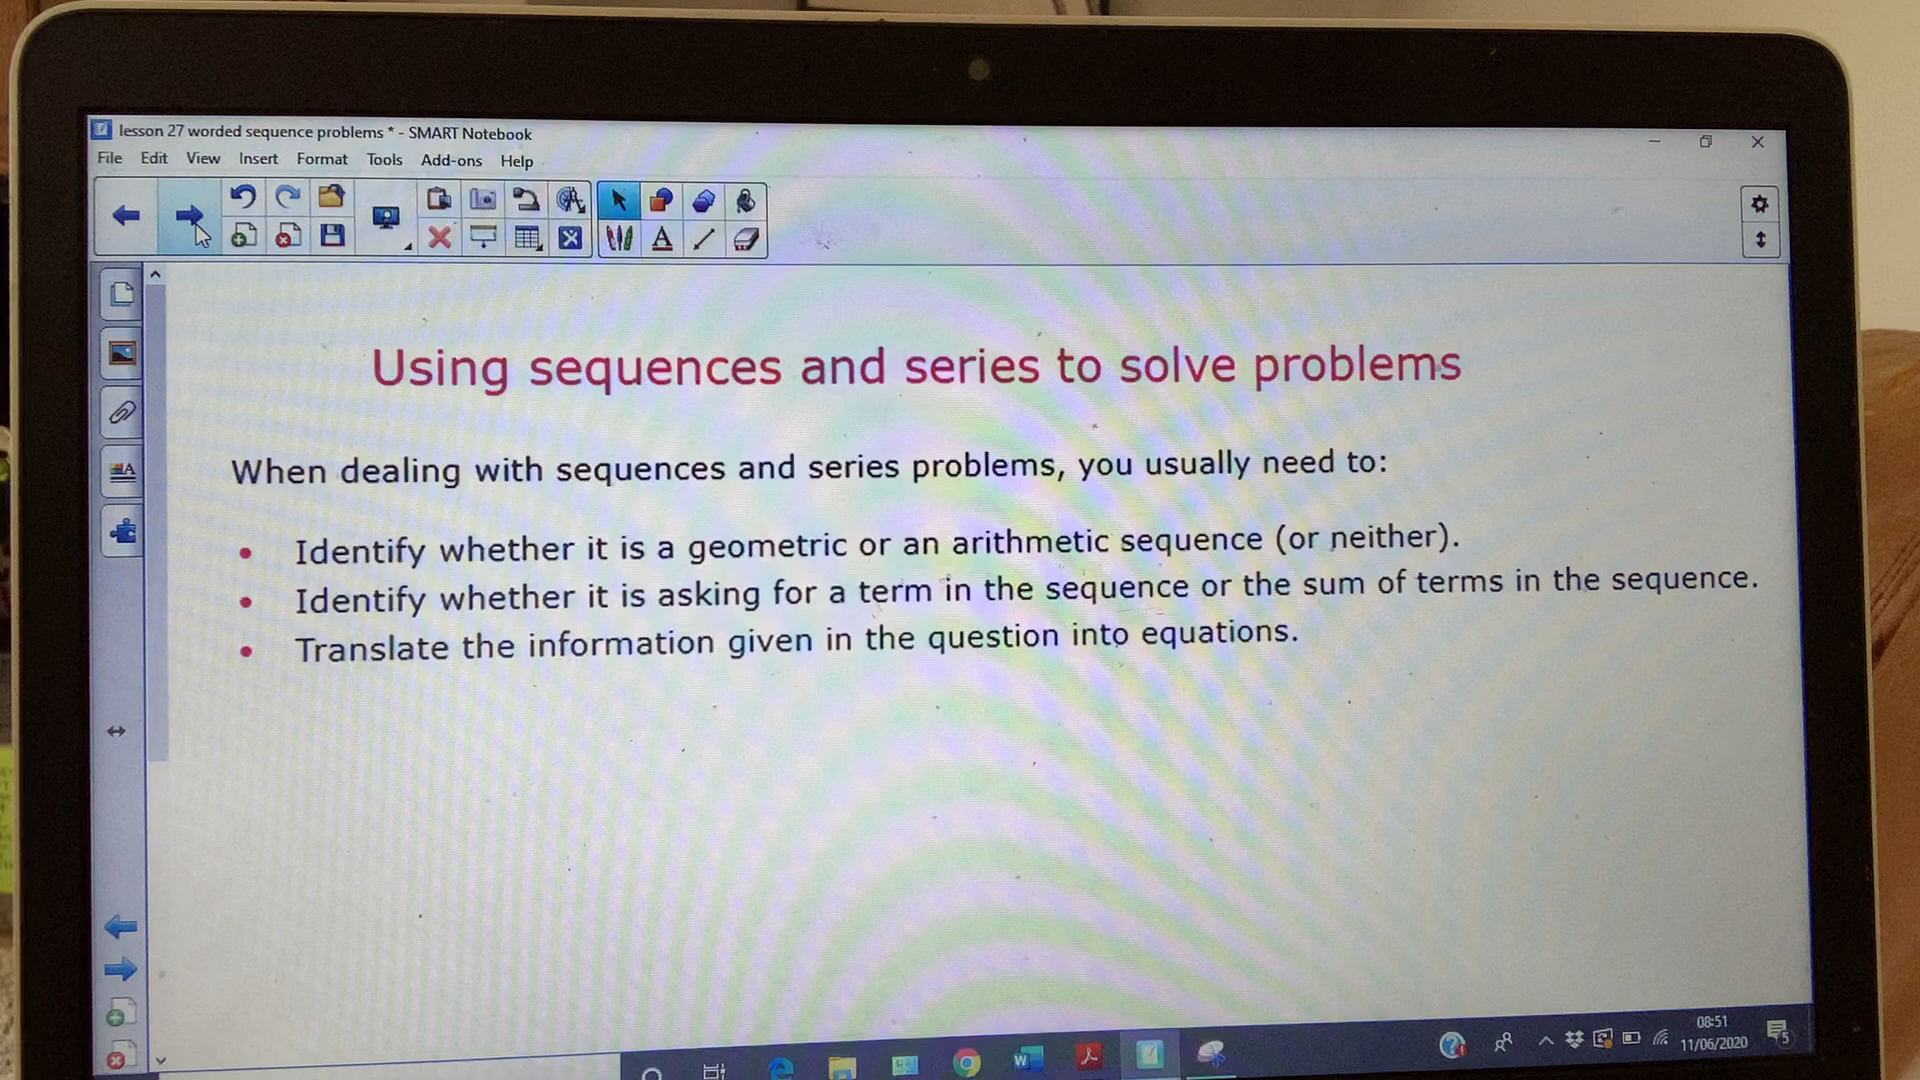 lesson 27 worded sequence problems * - SMART Notebook
File Edit View Insert Format Tools Add-ons Help
Using sequences and series to solve problems
When dealing with sequences and series problems, you usually need to:
• Identify whether it is a geometric or an arithmetic sequence (or neither).
• Identify whether it is asking for a term in the sequence or the sum of terms in the sequence.
• Translate the information given in the question into equations.
08:51
11/06/2020
5